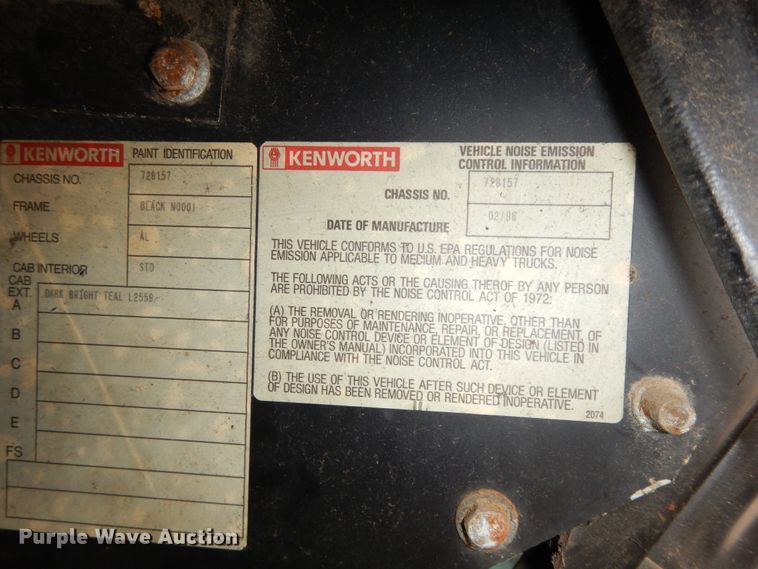 KENWORTH PAINT IDENTIFICATION
CHASSIS NO. 728157
FRAME BLACK N0001
WHEELS AL
CAB INTERIOR STD
CAB
EXT.
A DARK BRIGHT TEAL L2559
B
C
D
E
FS
KENWORTH
VEHICLE NOISE EMISSION
CONTROL INFORMATION
CHASSIS NO. 728157
DATE OF MANUFACTURE 02/96
THIS VEHICLE CONFORMS TO U.S. EPA REGULATIONS FOR NOISE
EMISSION APPLICABLE TO MEDIUM AND HEAVY TRUCKS.
THE FOLLOWING ACTS OR THE CAUSING THEROF BY ANY PERSON
ARE PROHIBITED BY THE NOISE CONTROL ACT OF 1972:
(A) THE REMOVAL OR RENDERING INOPERATIVE, OTHER THAN
FOR PURPOSES OF MAINTENANCE, REPAIR, OR REPLACEMENT, OF
ANY NOISE CONTROL DEVICE OR ELEMENT OF DESIGN (LISTED IN
THE OWNER'S MANUAL) INCORPORATED INTO THIS VEHICLE IN
COMPLIANCE WITH THE NOISE CONTROL ACT.
(B) THE USE OF THIS VEHICLE AFTER SUCH DEVICE OR ELEMENT
OF DESIGN HAS BEEN REMOVED OR RENDERED INOPERATIVE.
2074
Purple Wave Auction